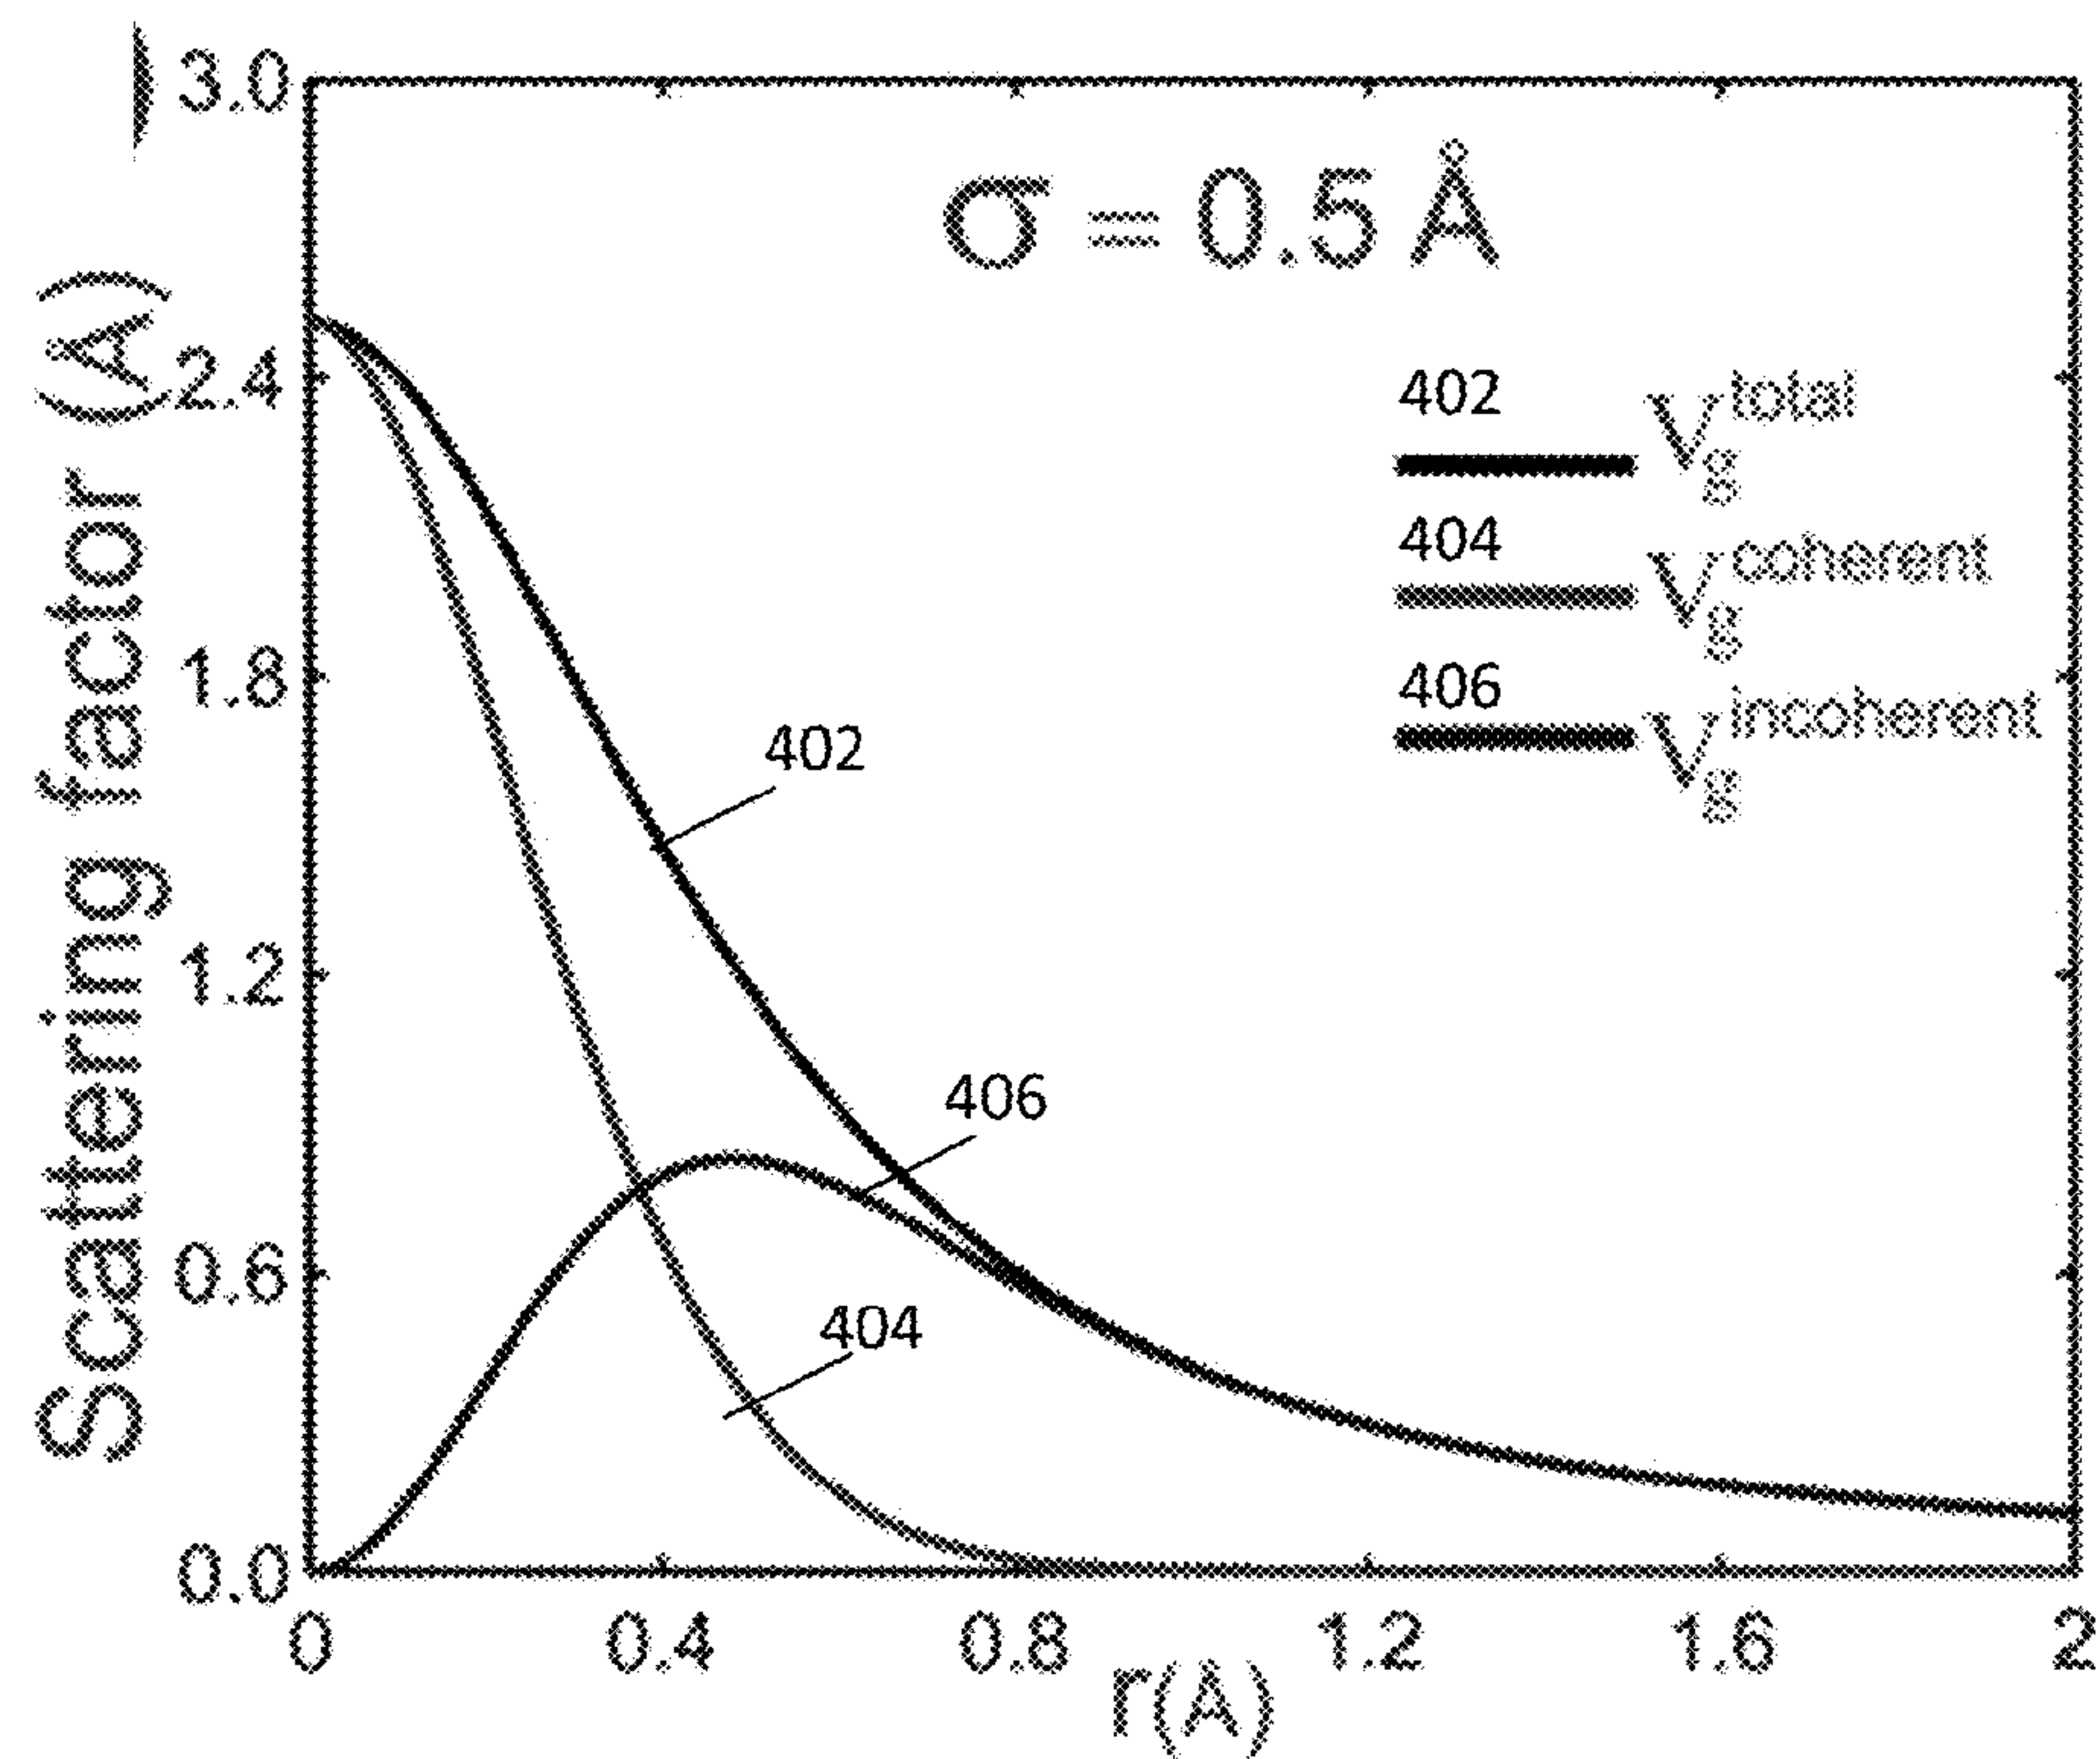 3.0
2.4
1.8
1.2
0.6
0.0
Scattering factor (Å)
σ = 0.5 Å
402
V_g^total
404
V_g^coherent
406
V_g^incoherent
402
406
404
0 0.4 0.8 1.2 1.6 2
r(Å)